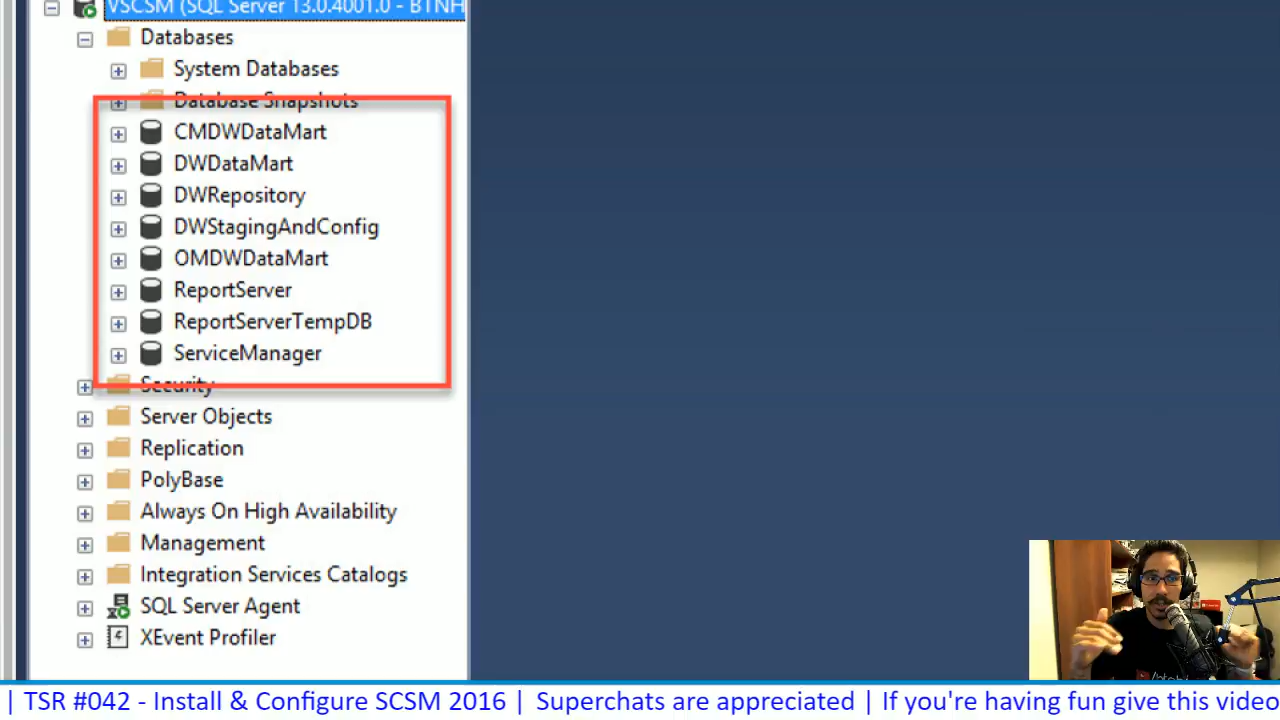 VSCSM (SQL Server 13.0.4001.0 - BTNH
Databases
System Databases
Database Snapshots
CMDWDataMart
DWDataMart
DWRepository
DWStagingAndConfig
OMDWDataMart
ReportServer
ReportServerTempDB
ServiceManager
Security
Server Objects
Replication
PolyBase
Always On High Availability
Management
Integration Services Catalogs
SQL Server Agent
XEvent Profiler
| TSR #042 - Install & Configure SCSM 2016 | Superchats are appreciated | If you're having fun give this video